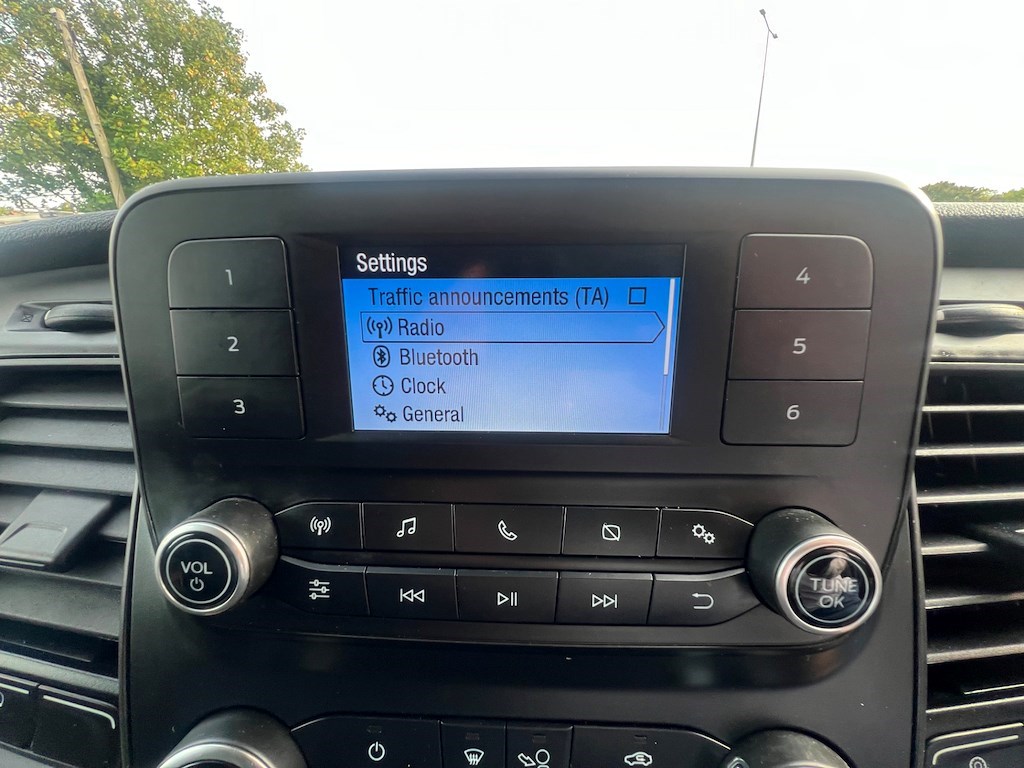 Settings
Traffic announcements (TA)
Radio
Bluetooth
Clock
General
1
2
3
4
5
6
VOL
TUNE
OK